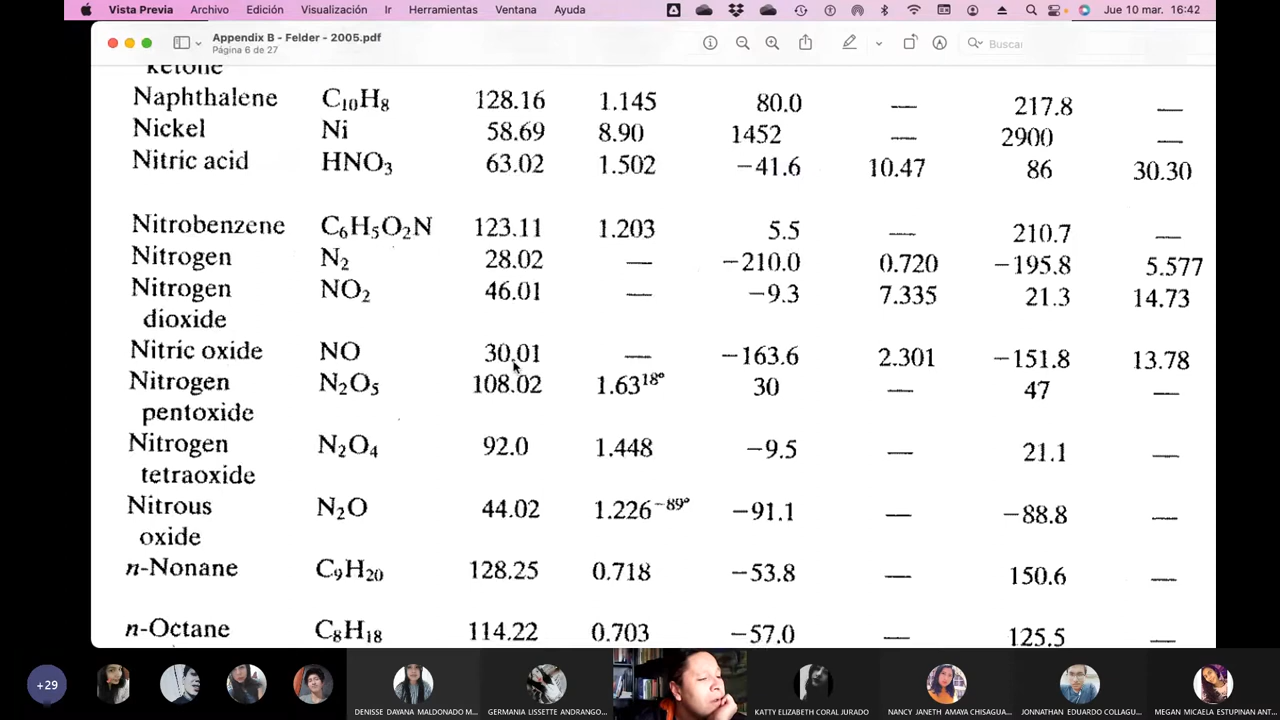 Vista Previa Archivo Edición Visualización Ir Herramientas Ventana Ayuda Jue 10 mar. 16:42
Appendix B - Felder - 2005.pdf
Página 6 de 27
Buscar
ketone
Naphthalene C₁₀H₈ 128.16 1.145 80.0 — 217.8 —
Nickel Ni 58.69 8.90 1452 — 2900 —
Nitric acid HNO₃ 63.02 1.502 −41.6 10.47 86 30.30
Nitrobenzene C₆H₅O₂N 123.11 1.203 5.5 — 210.7 —
Nitrogen N₂ 28.02 — −210.0 0.720 −195.8 5.577
Nitrogen NO₂ 46.01 — −9.3 7.335 21.3 14.73
dioxide
Nitric oxide NO 30.01 — −163.6 2.301 −151.8 13.78
Nitrogen N₂O₅ 108.02 1.63¹⁸° 30 — 47 —
pentoxide
Nitrogen N₂O₄ 92.0 1.448 −9.5 — 21.1 —
tetraoxide
Nitrous N₂O 44.02 1.226⁻⁸⁹° −91.1 — −88.8 —
oxide
n-Nonane C₉H₂₀ 128.25 0.718 −53.8 — 150.6 —
n-Octane C₈H₁₈ 114.22 0.703 −57.0 — 125.5 —
+29
DENISSE DAYANA MALDONADO M... GERMANIA LISSETTE ANDRANGO... KATTY ELIZABETH CORAL JURADO NANCY JANETH AMAYA CHISAGUA... JONNATHAN EDUARDO COLLAGU... MEGAN MICAELA ESTUPINAN ANT...